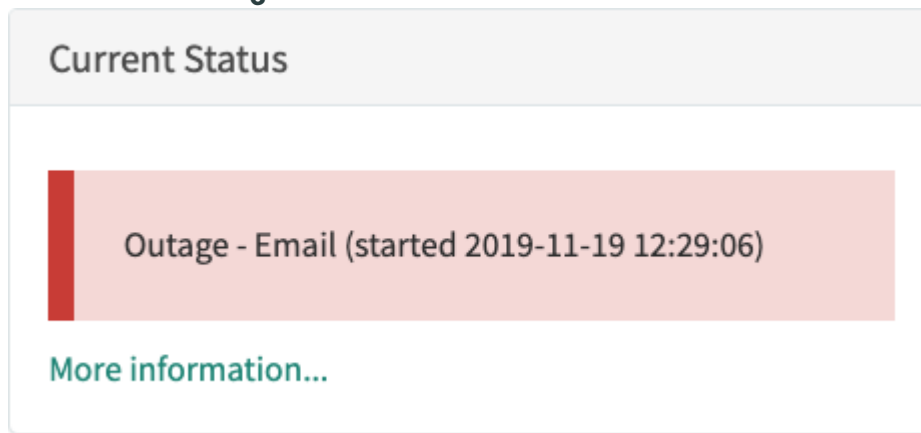 Current Status
Outage - Email (started 2019-11-19 12:29:06)
More information...